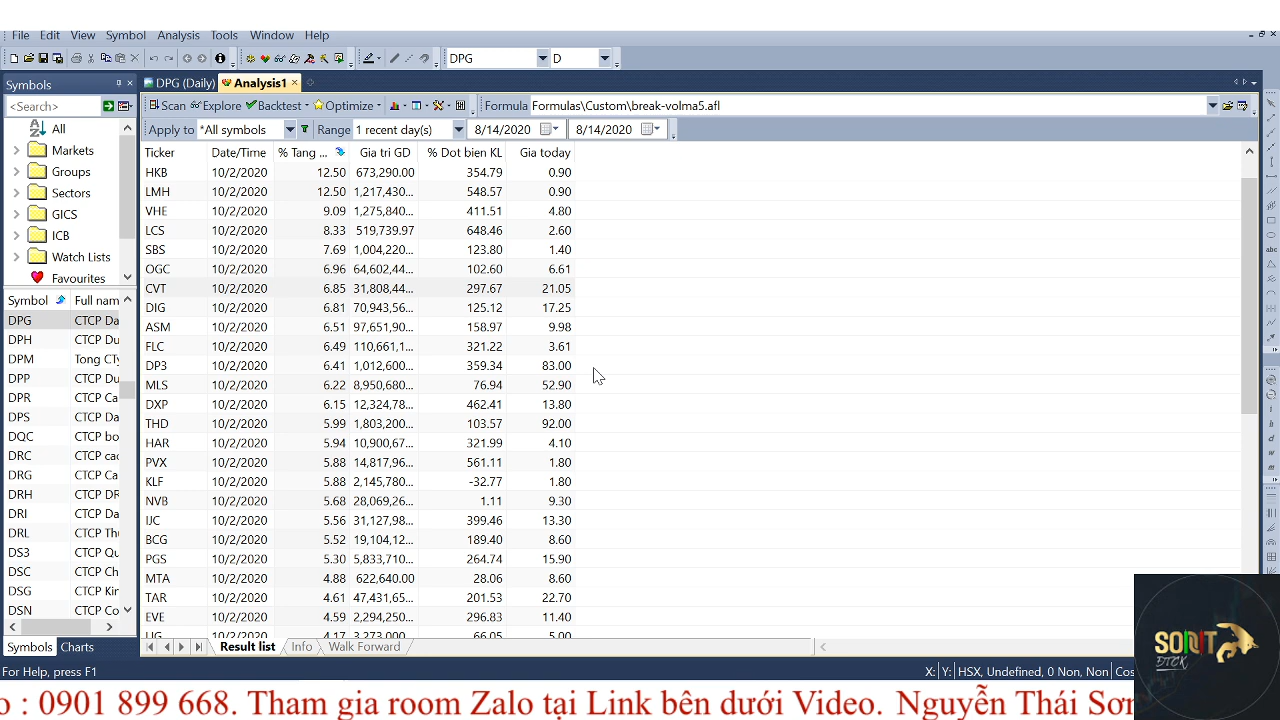 File Edit View Symbol Analysis Tools Window Help
DPG D
Symbols DPG (Daily) Analysis1
<Search> Scan Explore Backtest Optimize Formula Formulas\Custom\break-volma5.afl
Apply to *All symbols Range 1 recent day(s) 8/14/2020 8/14/2020
All
Markets
Groups
Sectors
GICS
ICB
Watch Lists
Favourites
Symbol Full nam
DPG CTCP Da
DPH CTCP Du
DPM Tong CTy
DPP CTCP Du
DPR CTCP Ca
DPS CTCP Da
DQC CTCP bo
DRC CTCP cao
DRG CTCP Ca
DRH CTCP DR
DRI CTCP Da
DRL CTCP Th
DS3 CTCP Qu
DSC CTCP Ch
DSG CTCP Kin
DSN CTCP Co
Symbols Charts
Ticker Date/Time % Tang ... Gia tri GD % Dot bien KL Gia today
HKB 10/2/2020 12.50 673,290.00 354.79 0.90
LMH 10/2/2020 12.50 1,217,430... 548.57 0.90
VHE 10/2/2020 9.09 1,275,840... 411.51 4.80
LCS 10/2/2020 8.33 519,739.97 648.46 2.60
SBS 10/2/2020 7.69 1,004,220... 123.80 1.40
OGC 10/2/2020 6.96 64,602,44... 102.60 6.61
CVT 10/2/2020 6.85 31,808,44... 297.67 21.05
DIG 10/2/2020 6.81 70,943,56... 125.12 17.25
ASM 10/2/2020 6.51 97,651,90... 158.97 9.98
FLC 10/2/2020 6.49 110,661,1... 321.22 3.61
DP3 10/2/2020 6.41 1,012,600... 359.34 83.00
MLS 10/2/2020 6.22 8,950,680... 76.94 52.90
DXP 10/2/2020 6.15 12,324,78... 462.41 13.80
THD 10/2/2020 5.99 1,803,200... 103.57 92.00
HAR 10/2/2020 5.94 10,900,67... 321.99 4.10
PVX 10/2/2020 5.88 14,817,96... 561.11 1.80
KLF 10/2/2020 5.88 2,145,780... -32.77 1.80
NVB 10/2/2020 5.68 28,069,26... 1.11 9.30
IJC 10/2/2020 5.56 31,127,98... 399.46 13.30
BCG 10/2/2020 5.52 19,104,12... 189.40 8.60
PGS 10/2/2020 5.30 5,833,710... 264.74 15.90
MTA 10/2/2020 4.88 622,640.00 28.06 8.60
TAR 10/2/2020 4.61 47,431,65... 201.53 22.70
EVE 10/2/2020 4.59 2,294,250... 296.83 11.40
10/2/2020 4.17 3,273,000... 66.05 5.00
Result list Info Walk Forward
For Help, press F1 X: Y: HSX, Undefined, 0 Non, Non Cos
SONT
DTCK
o : 0901 899 668. Tham gia room Zalo tại Link bên dưới Video. Nguyễn Thái Sơn